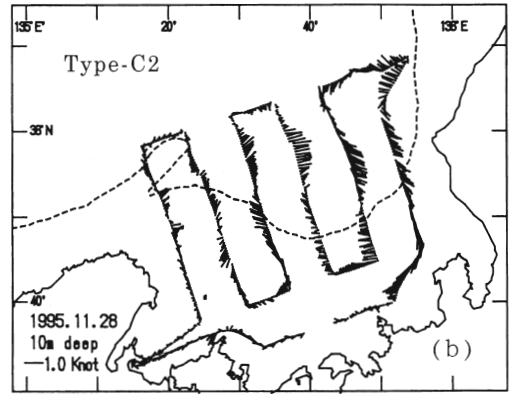 135°E 20' 40' 136°E
Type-C2
36°N
40'
1995.11.28
10m deep
1.0 Knot
(b)